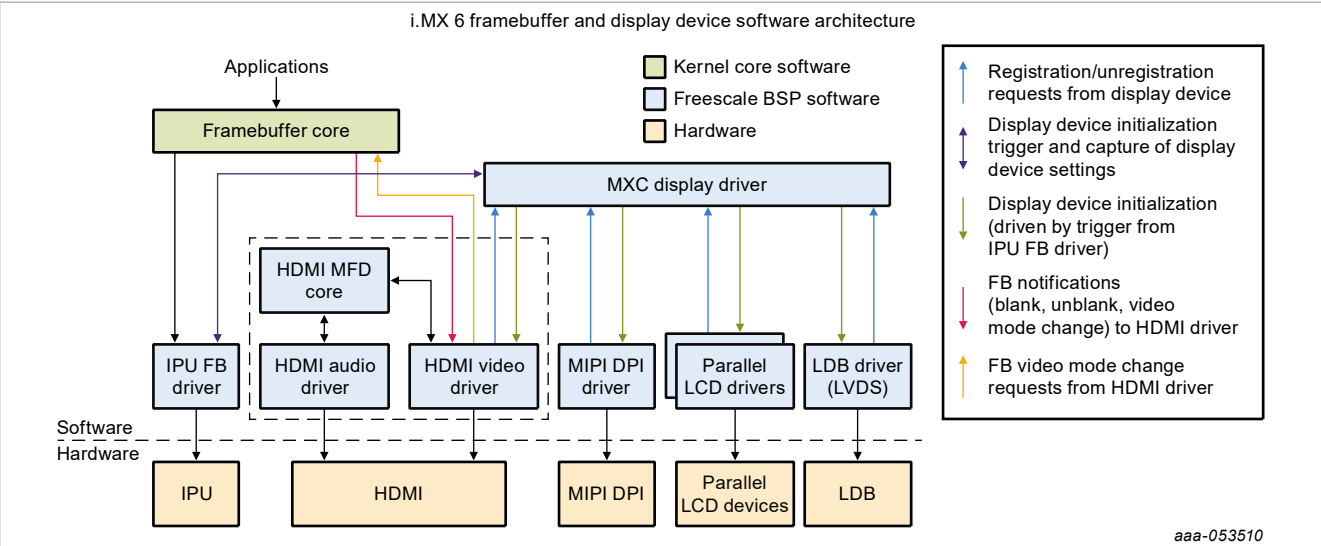 i.MX 6 framebuffer and display device software architecture
Applications
Framebuffer core
Kernel core software
Freescale BSP software
Hardware
MXC display driver
HDMI MFD
core
IPU FB
driver
HDMI audio
driver
HDMI video
driver
MIPI DPI
driver
Parallel
LCD drivers
LDB driver
(LVDS)
Software
Hardware
IPU
HDMI
MIPI DPI
Parallel
LCD devices
LDB
Registration/unregistration
requests from display device
Display device initialization
trigger and capture of display
device settings
Display device initialization
(driven by trigger from
IPU FB driver)
FB notifications
(blank, unblank, video
mode change) to HDMI driver
FB video mode change
requests from HDMI driver
aaa-053510